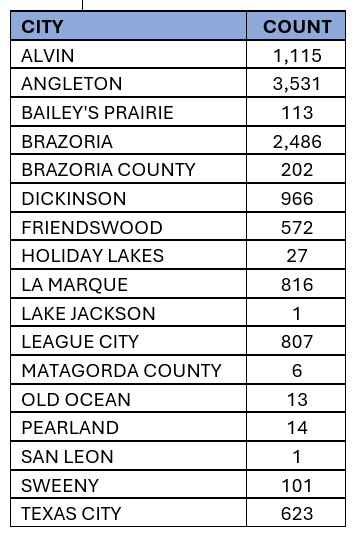 CITY COUNT
ALVIN 1,115
ANGLETON 3,531
BAILEY'S PRAIRIE 113
BRAZORIA 2,486
BRAZORIA COUNTY 202
DICKINSON 966
FRIENDSWOOD 572
HOLIDAY LAKES 27
LA MARQUE 816
LAKE JACKSON 1
LEAGUE CITY 807
MATAGORDA COUNTY 6
OLD OCEAN 13
PEARLAND 14
SAN LEON 1
SWEENY 101
TEXAS CITY 623